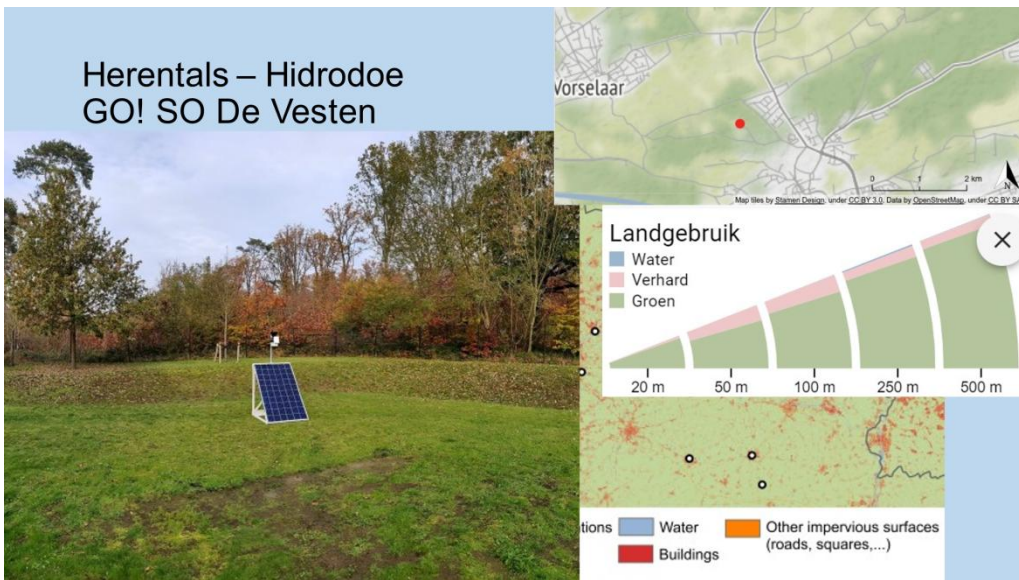 Herentals – Hidrodoe
GO! SO De Vesten
Vorselaar
0 1 2 km
N
Map tiles by Stamen Design, under CC BY 3.0. Data by OpenStreetMap, under CC BY SA
Landgebruik
Water
Verhard
Groen
20 m 50 m 100 m 250 m 500 m
tions
Water
Buildings
Other impervious surfaces
(roads, squares,...)